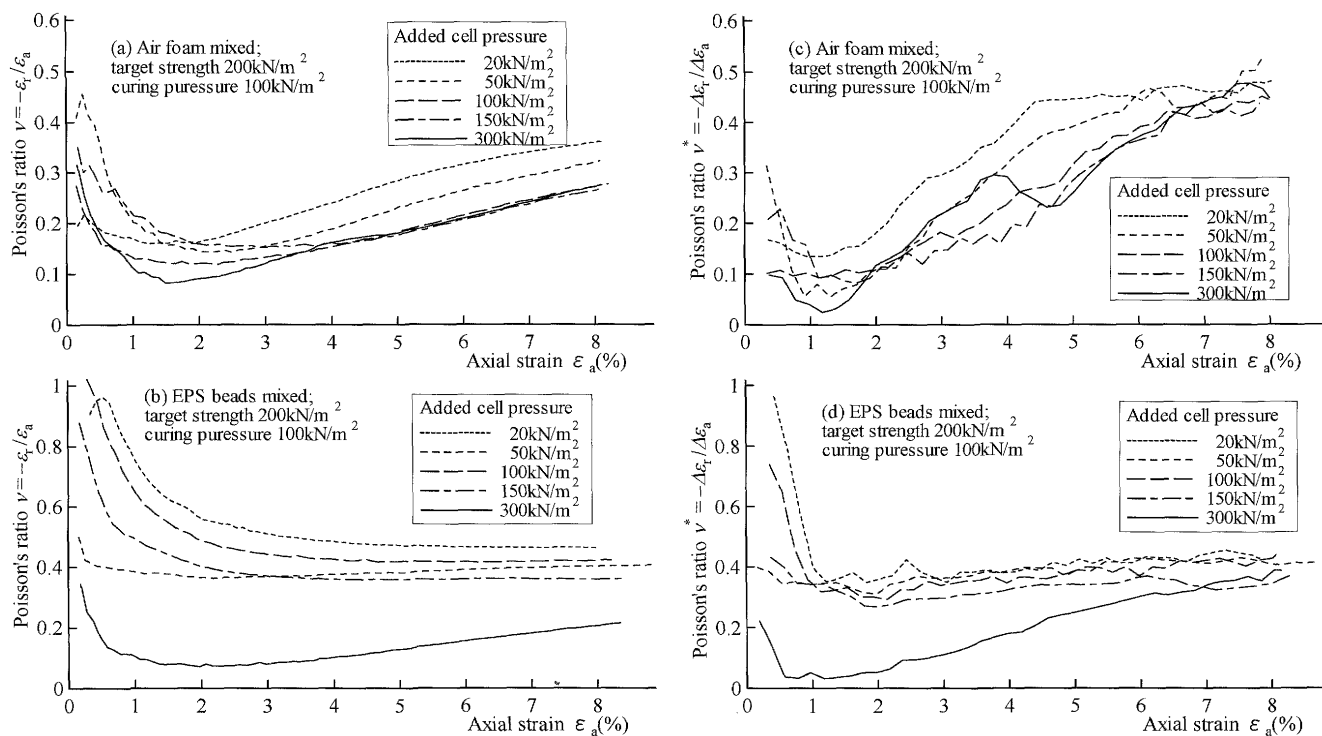 0.6
0.5
0.4
0.3
0.2
0.1
0
Poisson's ratio ν=−εr/εa
(a) Air foam mixed;
target strength 200kN/m²
curing puressure 100kN/m²
Added cell pressure
20kN/m²
50kN/m²
100kN/m²
150kN/m²
300kN/m²
0 1 2 3 4 5 6 7 8
Axial strain εa(%)
0.6
0.5
0.4
0.3
0.2
0.1
0
Poisson's ratio ν*=−Δεr/Δεa
(c) Air foam mixed;
target strength 200kN/m²
curing puressure 100kN/m²
Added cell pressure
20kN/m²
50kN/m²
100kN/m²
150kN/m²
300kN/m²
0 1 2 3 4 5 6 7 8
Axial strain εa(%)
1
0.8
0.6
0.4
0.2
0
Poisson's ratio ν=−εr/εa
(b) EPS beads mixed;
target strength 200kN/m²
curing puressure 100kN/m²
Added cell pressure
20kN/m²
50kN/m²
100kN/m²
150kN/m²
300kN/m²
0 1 2 3 4 5 6 7 8
Axial strain εa(%)
1
0.8
0.6
0.4
0.2
0
Poisson's ratio ν*=−Δεr/Δεa
(d) EPS beads mixed;
target strength 200kN/m²
curing puressure 100kN/m²
Added cell pressure
20kN/m²
50kN/m²
100kN/m²
150kN/m²
300kN/m²
0 1 2 3 4 5 6 7 8
Axial strain εa(%)